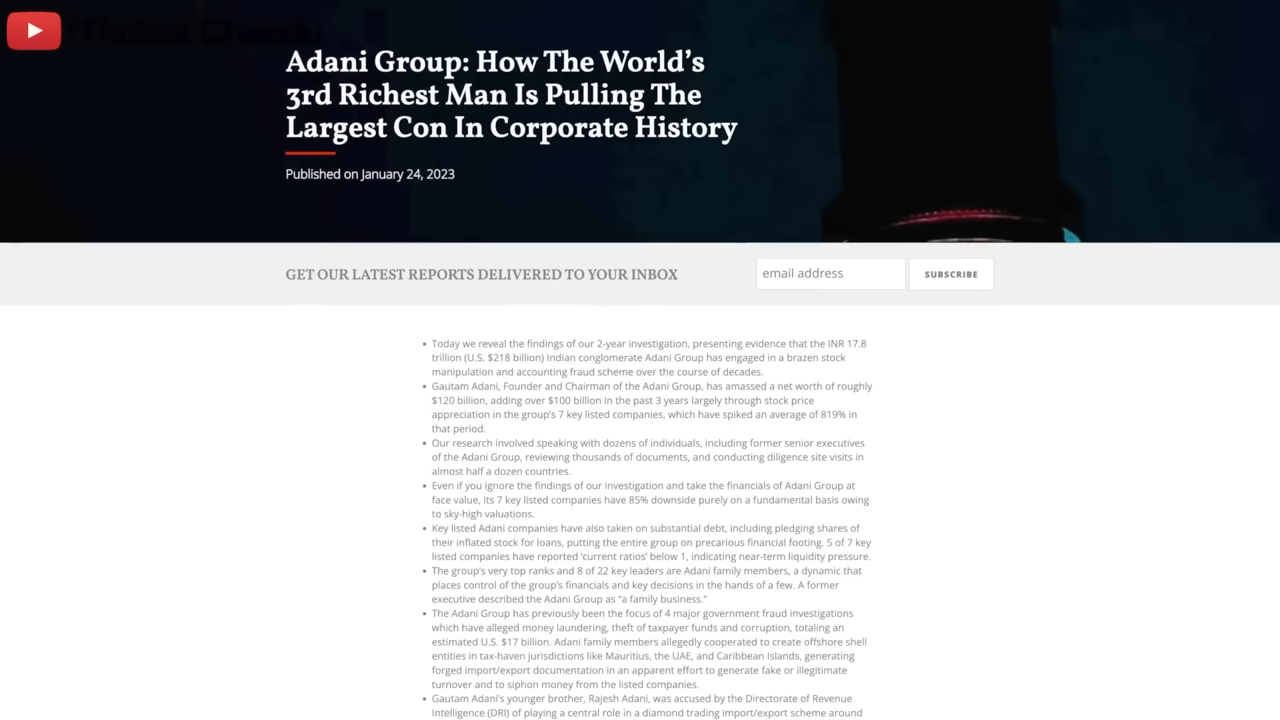 Adani Group: How The World's
3rd Richest Man Is Pulling The
Largest Con In Corporate History
Published on January 24, 2023
GET OUR LATEST REPORTS DELIVERED TO YOUR INBOX
email address
SUBSCRIBE
• Today we reveal the findings of our 2-year investigation, presenting evidence that the INR 17.8
trillion (U.S. $218 billion) Indian conglomerate Adani Group has engaged in a brazen stock
manipulation and accounting fraud scheme over the course of decades.
• Gautam Adani, Founder and Chairman of the Adani Group, has amassed a net worth of roughly
$120 billion, adding over $100 billion in the past 3 years largely through stock price
appreciation in the group's 7 key listed companies, which have spiked an average of 819% in
that period.
• Our research involved speaking with dozens of individuals, including former senior executives
of the Adani Group, reviewing thousands of documents, and conducting diligence site visits in
almost half a dozen countries.
• Even if you ignore the findings of our investigation and take the financials of Adani Group at
face value, its 7 key listed companies have 85% downside purely on a fundamental basis owing
to sky-high valuations.
• Key listed Adani companies have also taken on substantial debt, including pledging shares of
their inflated stock for loans, putting the entire group on precarious financial footing. 5 of 7 key
listed companies have reported 'current ratios' below 1, indicating near-term liquidity pressure.
• The group's very top ranks and 8 of 22 key leaders are Adani family members, a dynamic that
places control of the group's financials and key decisions in the hands of a few. A former
executive described the Adani Group as "a family business."
• The Adani Group has previously been the focus of 4 major government fraud investigations
which have alleged money laundering, theft of taxpayer funds and corruption, totaling an
estimated U.S. $17 billion. Adani family members allegedly cooperated to create offshore shell
entities in tax-haven jurisdictions like Mauritius, the UAE, and Caribbean Islands, generating
forged import/export documentation in an apparent effort to generate fake or illegitimate
turnover and to siphon money from the listed companies.
• Gautam Adani's younger brother, Rajesh Adani, was accused by the Directorate of Revenue
Intelligence (DRI) of playing a central role in a diamond trading import/export scheme around